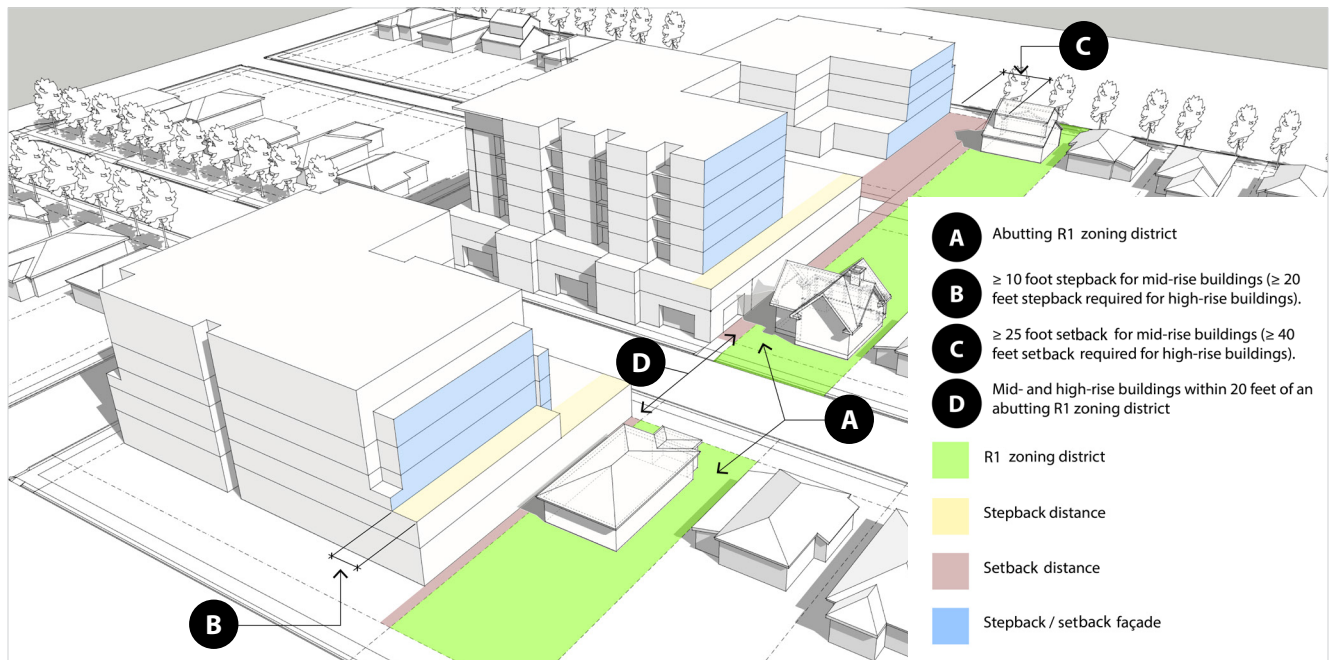 C
A Abutting R1 zoning district
B ≥ 10 foot stepback for mid-rise buildings (≥ 20
feet stepback required for high-rise buildings).
C ≥ 25 foot setback for mid-rise buildings (≥ 40
feet setback required for high-rise buildings).
D
D Mid- and high-rise buildings within 20 feet of an
abutting R1 zoning district
A
R1 zoning district
Stepback distance
Setback distance
B
Stepback / setback façade